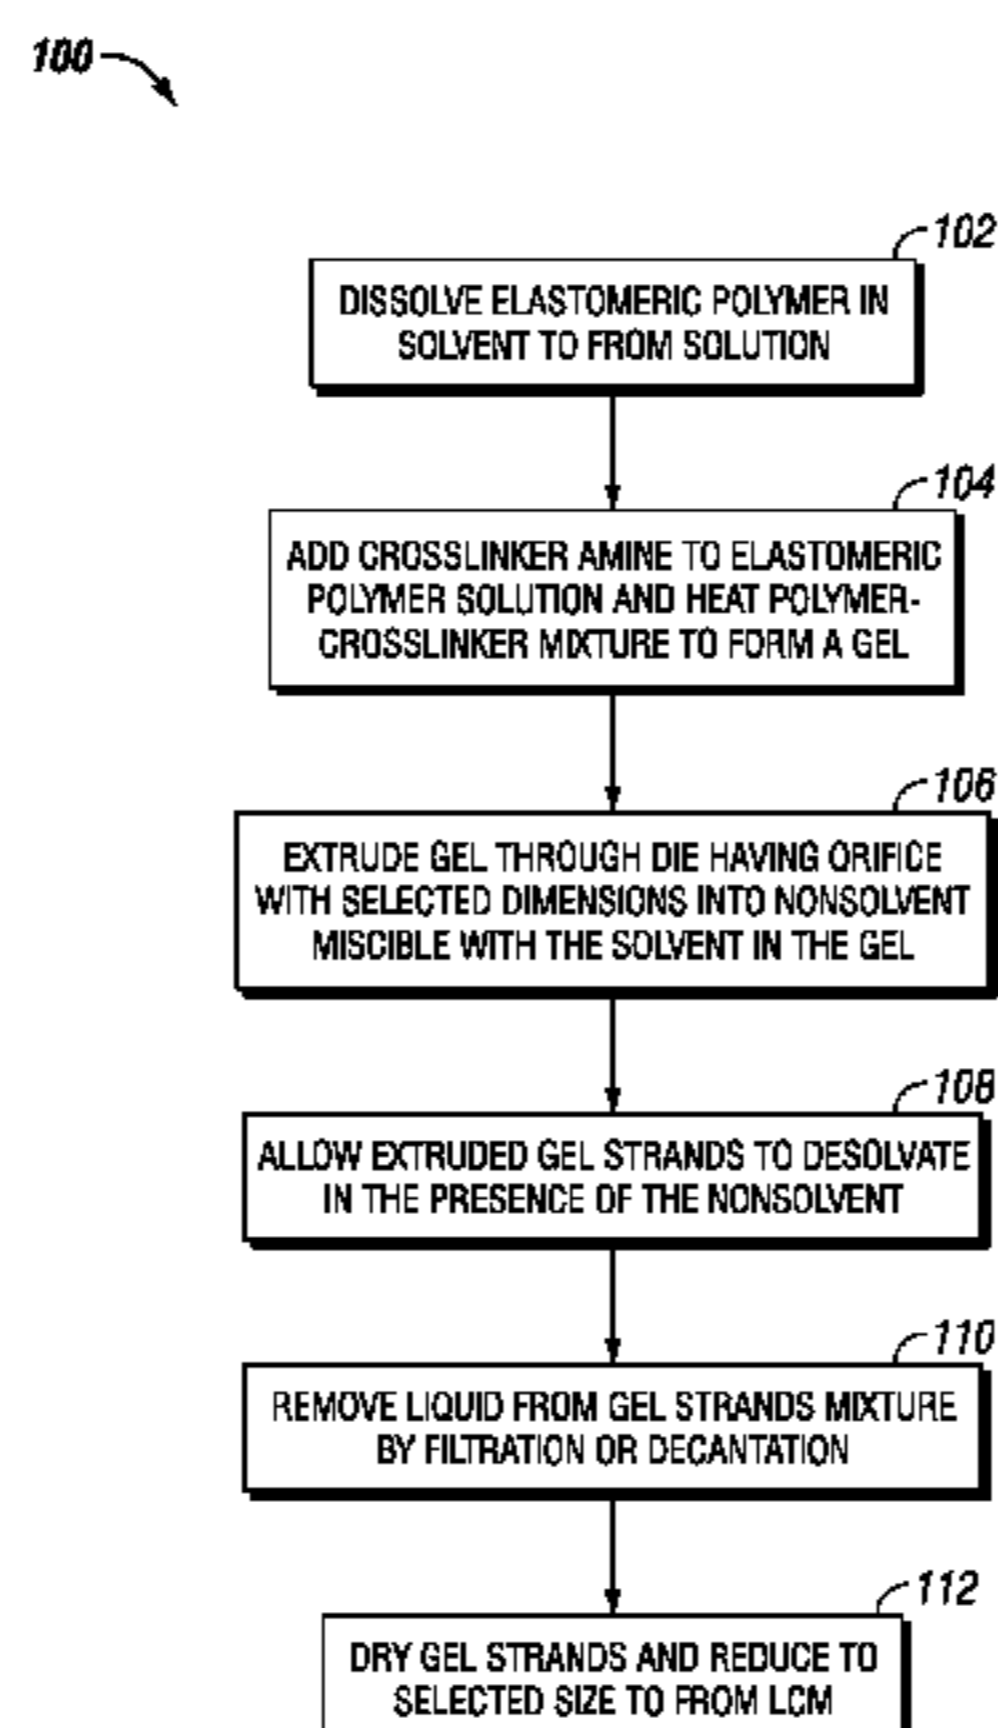 100
102
DISSOLVE ELASTOMERIC POLYMER IN
SOLVENT TO FROM SOLUTION
104
ADD CROSSLINKER AMINE TO ELASTOMERIC
POLYMER SOLUTION AND HEAT POLYMER-
CROSSLINKER MIXTURE TO FORM A GEL
106
EXTRUDE GEL THROUGH DIE HAVING ORIFICE
WITH SELECTED DIMENSIONS INTO NONSOLVENT
MISCIBLE WITH THE SOLVENT IN THE GEL
108
ALLOW EXTRUDED GEL STRANDS TO DESOLVATE
IN THE PRESENCE OF THE NONSOLVENT
110
REMOVE LIQUID FROM GEL STRANDS MIXTURE
BY FILTRATION OR DECANTATION
112
DRY GEL STRANDS AND REDUCE TO
SELECTED SIZE TO FROM LCM